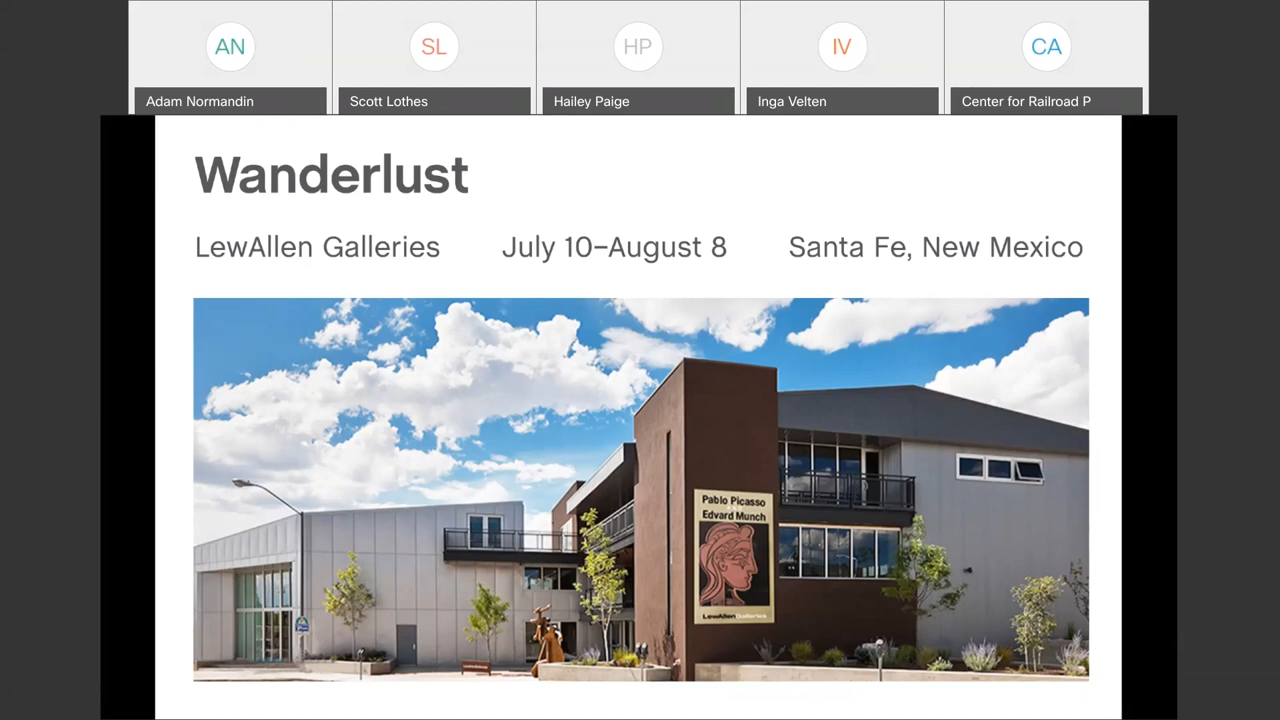 AN SL HP IV CA
Adam Normandin Scott Lothes Hailey Paige Inga Velten Center for Railroad P
Wanderlust
LewAllen Galleries July 10–August 8 Santa Fe, New Mexico
Pablo Picasso
Edvard Munch
LewAllenGalleries